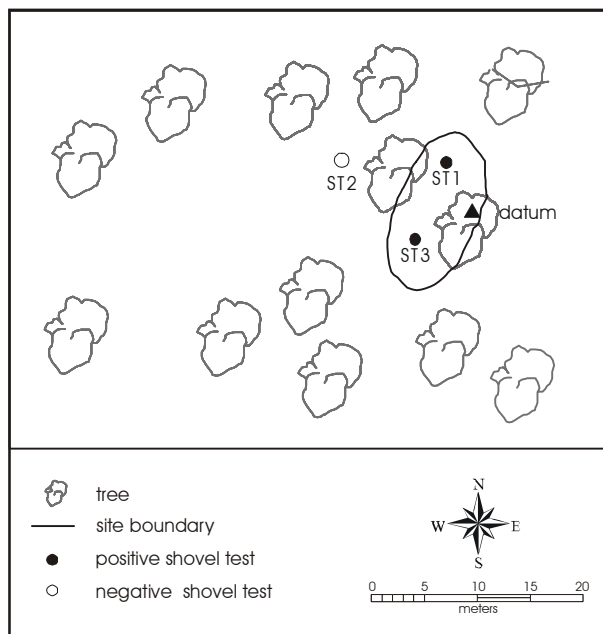 ST2
ST1
datum
ST3
tree
site boundary
positive shovel test
negative shovel test
N
W E
S
0 5 10 15 20
meters